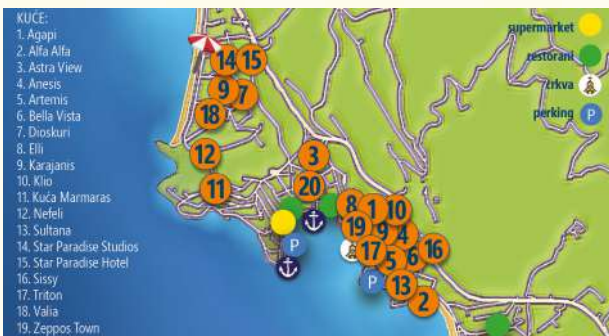 KUĆE:
1. Agapi
2. Alfa Alfa
3. Astra View
4. Anesis
5. Artemis
6. Bella Vista
7. Dioskuri
8. Elli
9. Karajanis
10. Klio
11. Kuća Marmaras
12. Nefeli
13. Sultana
14. Star Paradise Studios
15. Star Paradise Hotel
16. Sissy
17. Triton
18. Valia
19. Zeppos Town
supermarket
restorani
crkva
perking P
14 15
9 7
18
12
3
11
20
8 1 10
19 9 4
17 6 16
5
P
P
13
2